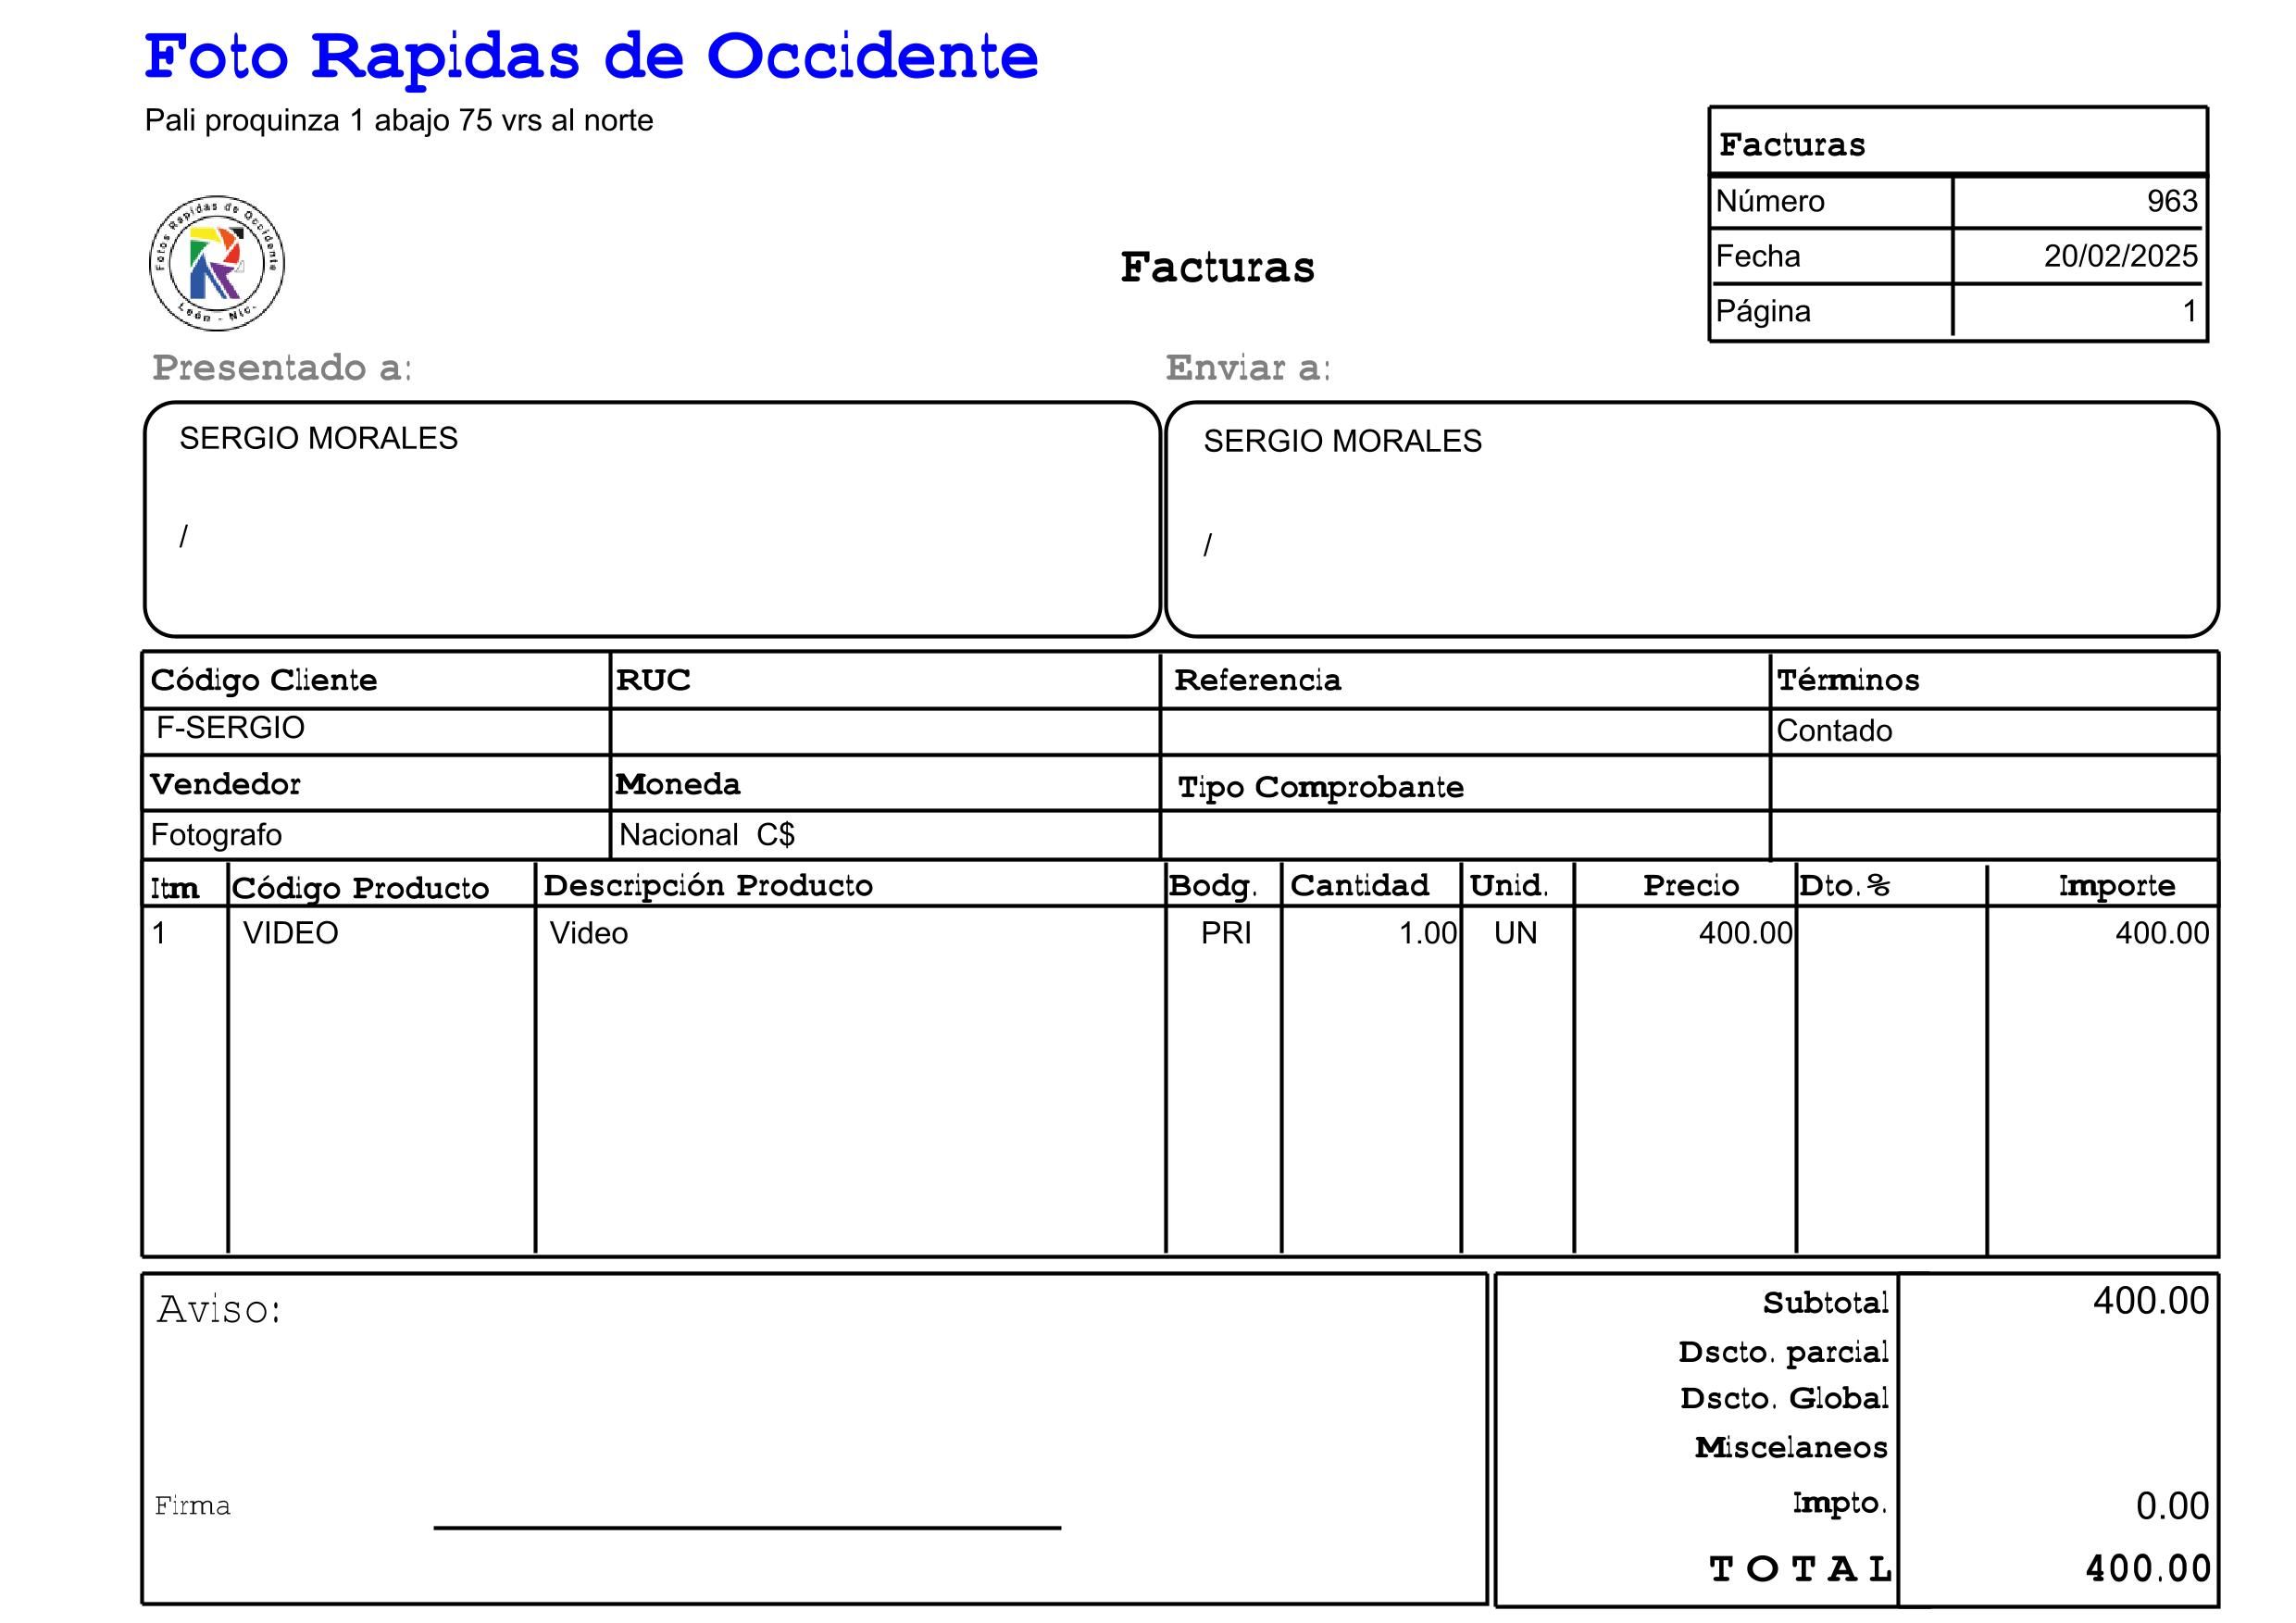 Foto Rapidas de Occidente
Pali proquinza 1 abajo 75 vrs al norte
Facturas
Número 963
Fecha 20/02/2025
Página 1
Fotos Rapidas de Occidente
León - Nic.
Facturas
Presentado a: Enviar a:
SERGIO MORALES SERGIO MORALES
/ /
Código Cliente RUC Referencia Términos
F-SERGIO Contado
Vendedor Moneda Tipo Comprobante
Fotografo Nacional C$
Itm Código Producto Descripción Producto Bodg. Cantidad Unid. Precio Dto.% Importe
1 VIDEO Video PRI 1.00 UN 400.00 400.00
Aviso:
Firma
Subtotal 400.00
Dscto. parcial
Dscto. Global
Miscelaneos
Impto. 0.00
TOTAL 400.00